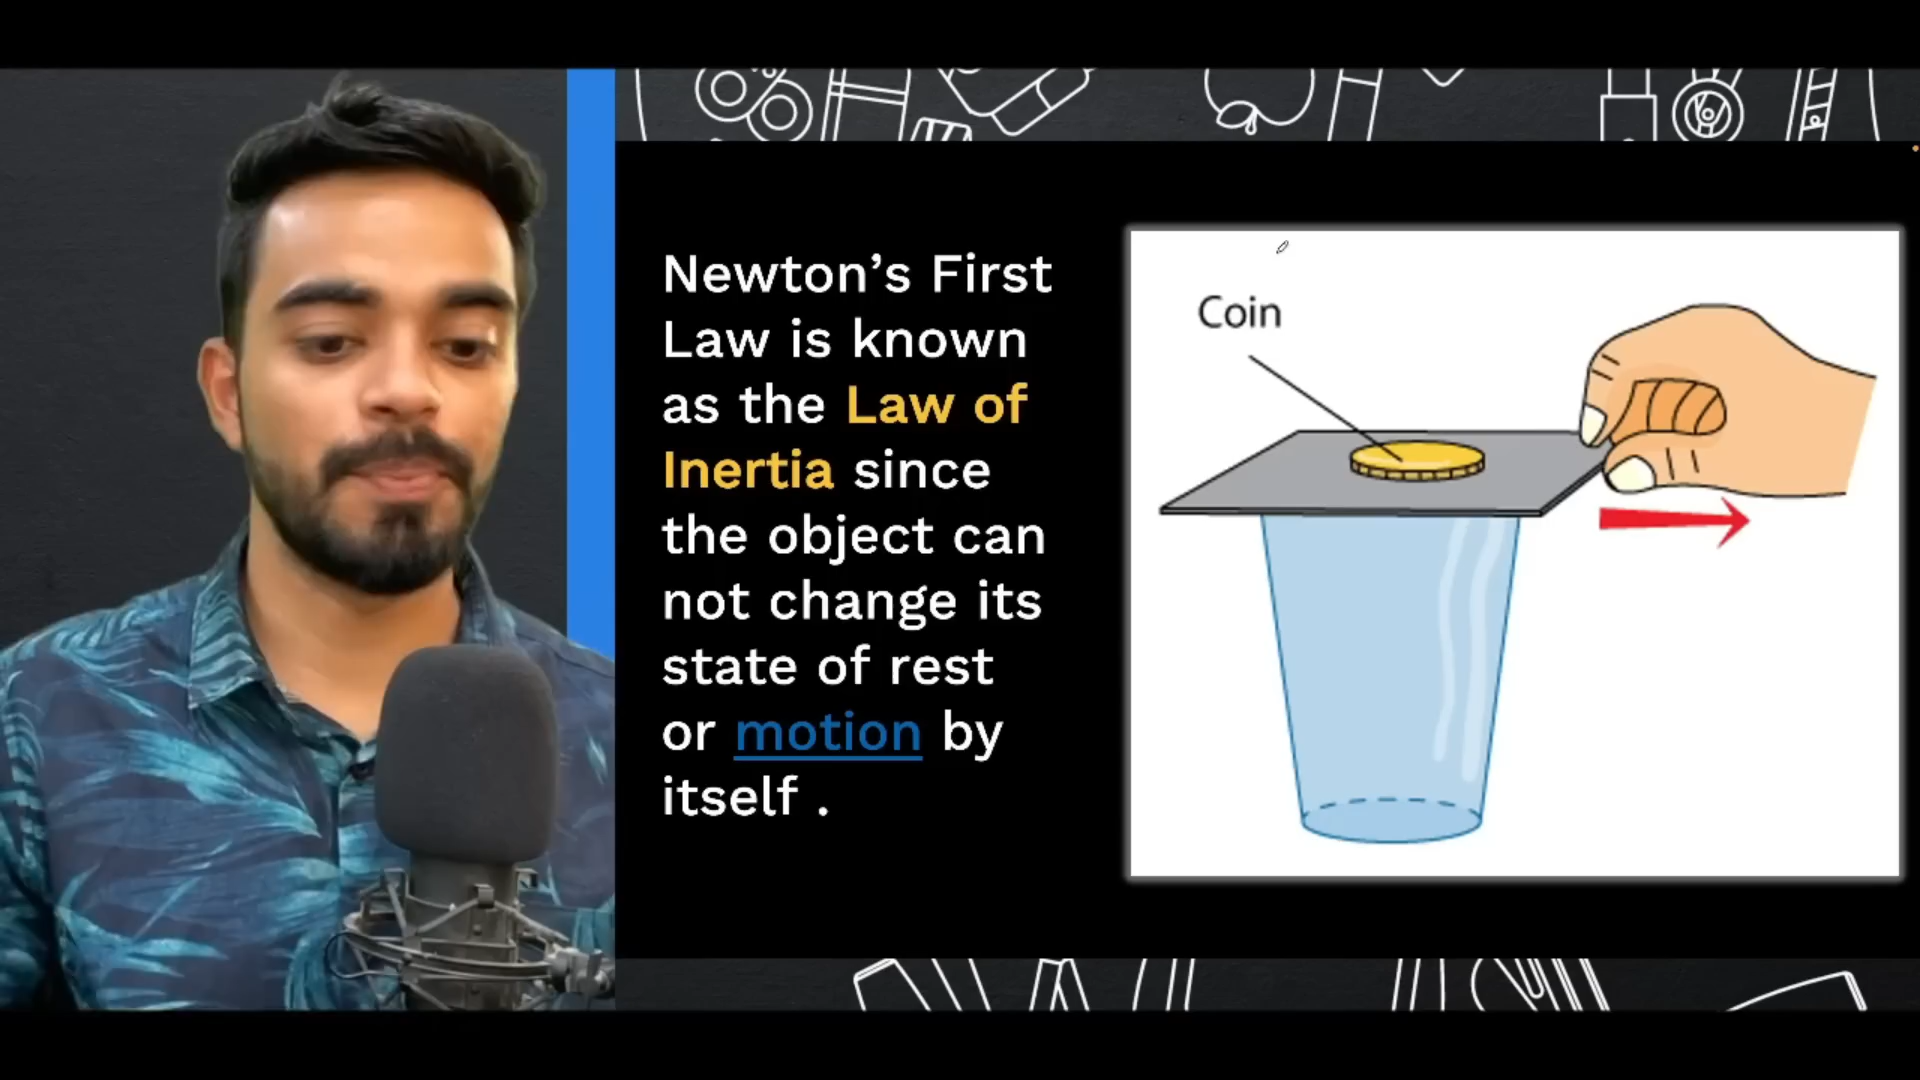 Newton’s First
Law is known
as the Law of
Inertia since
the object can
not change its
state of rest
or motion by
itself .
Coin